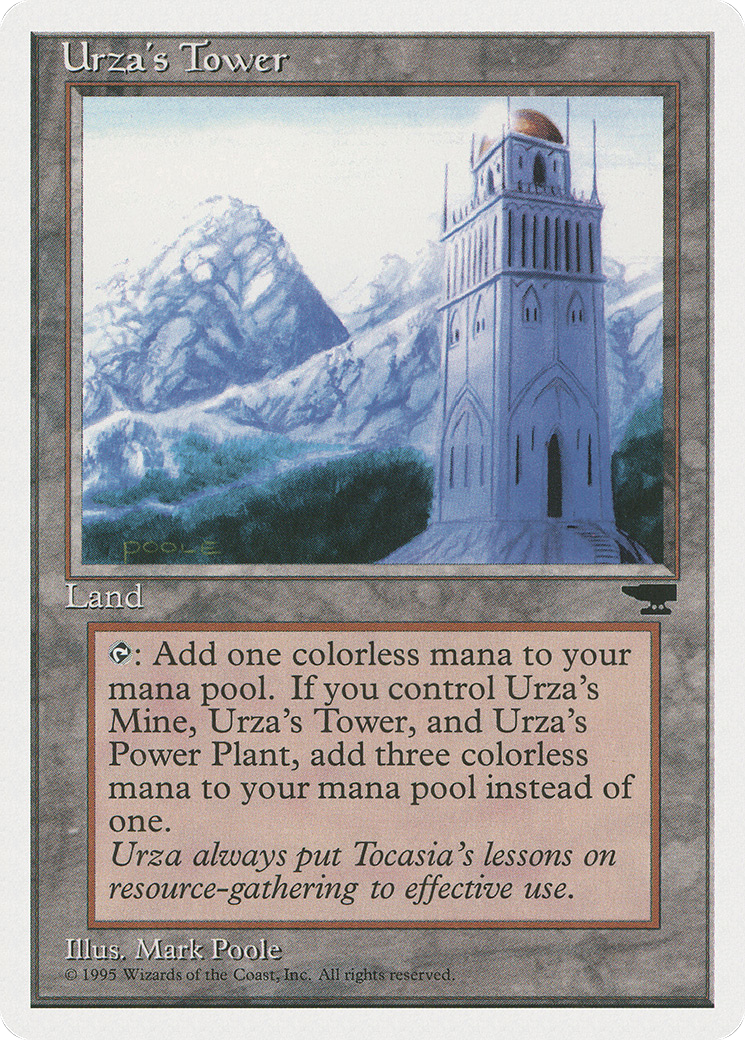 Urza's Tower
POOLE
Land
: Add one colorless mana to your
mana pool. If you control Urza's
Mine, Urza's Tower, and Urza's
Power Plant, add three colorless
mana to your mana pool instead of
one.
Urza always put Tocasia's lessons on
resource-gathering to effective use.
Illus. Mark Poole
© 1995 Wizards of the Coast, Inc. All rights reserved.